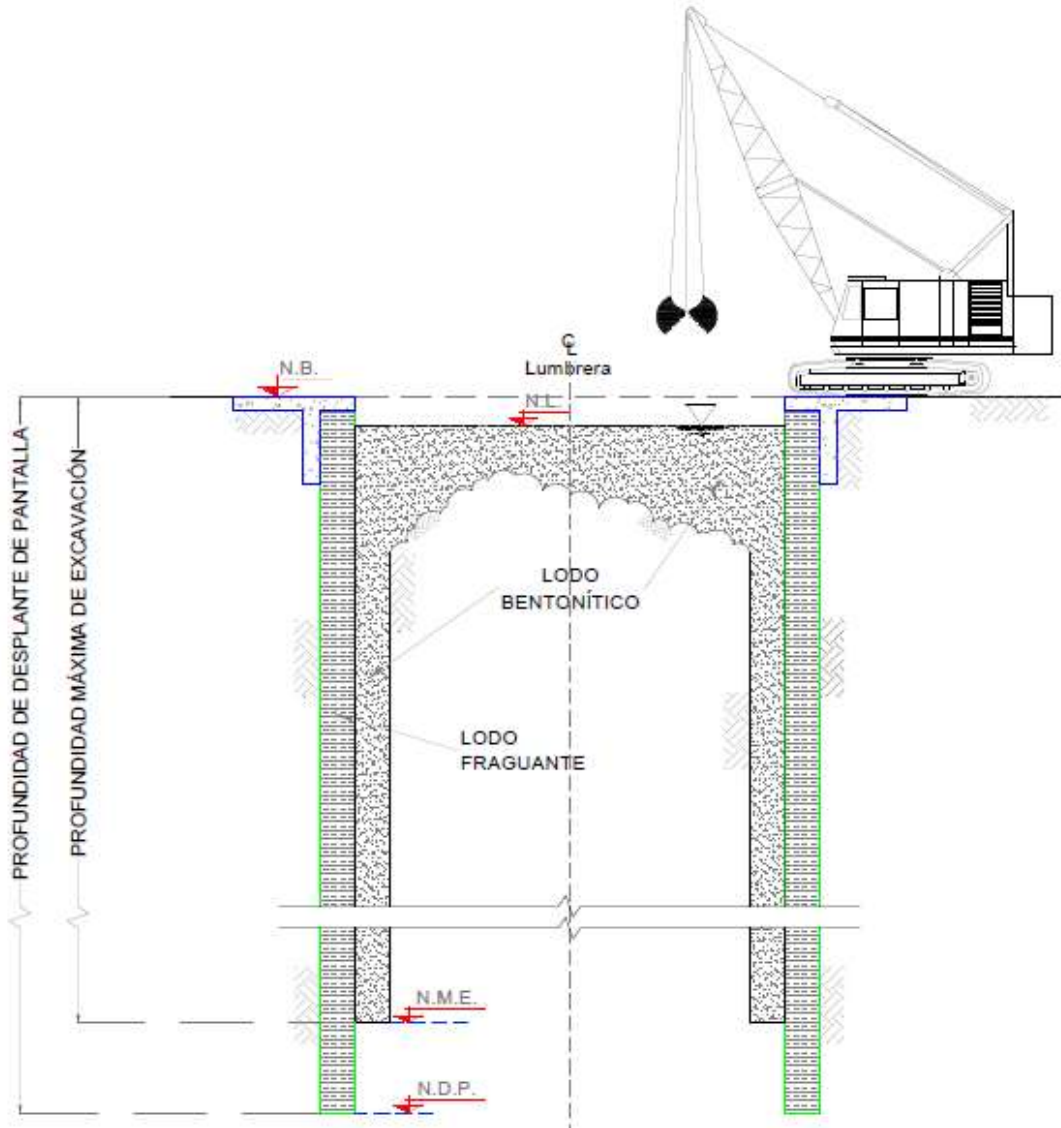 N.B.
℄
Lumbrera
N.L.
PROFUNDIDAD DE DESPLANTE DE PANTALLA
PROFUNDIDAD MÁXIMA DE EXCAVACIÓN
LODO
BENTONÍTICO
LODO
FRAGUANTE
N.M.E.
N.D.P.